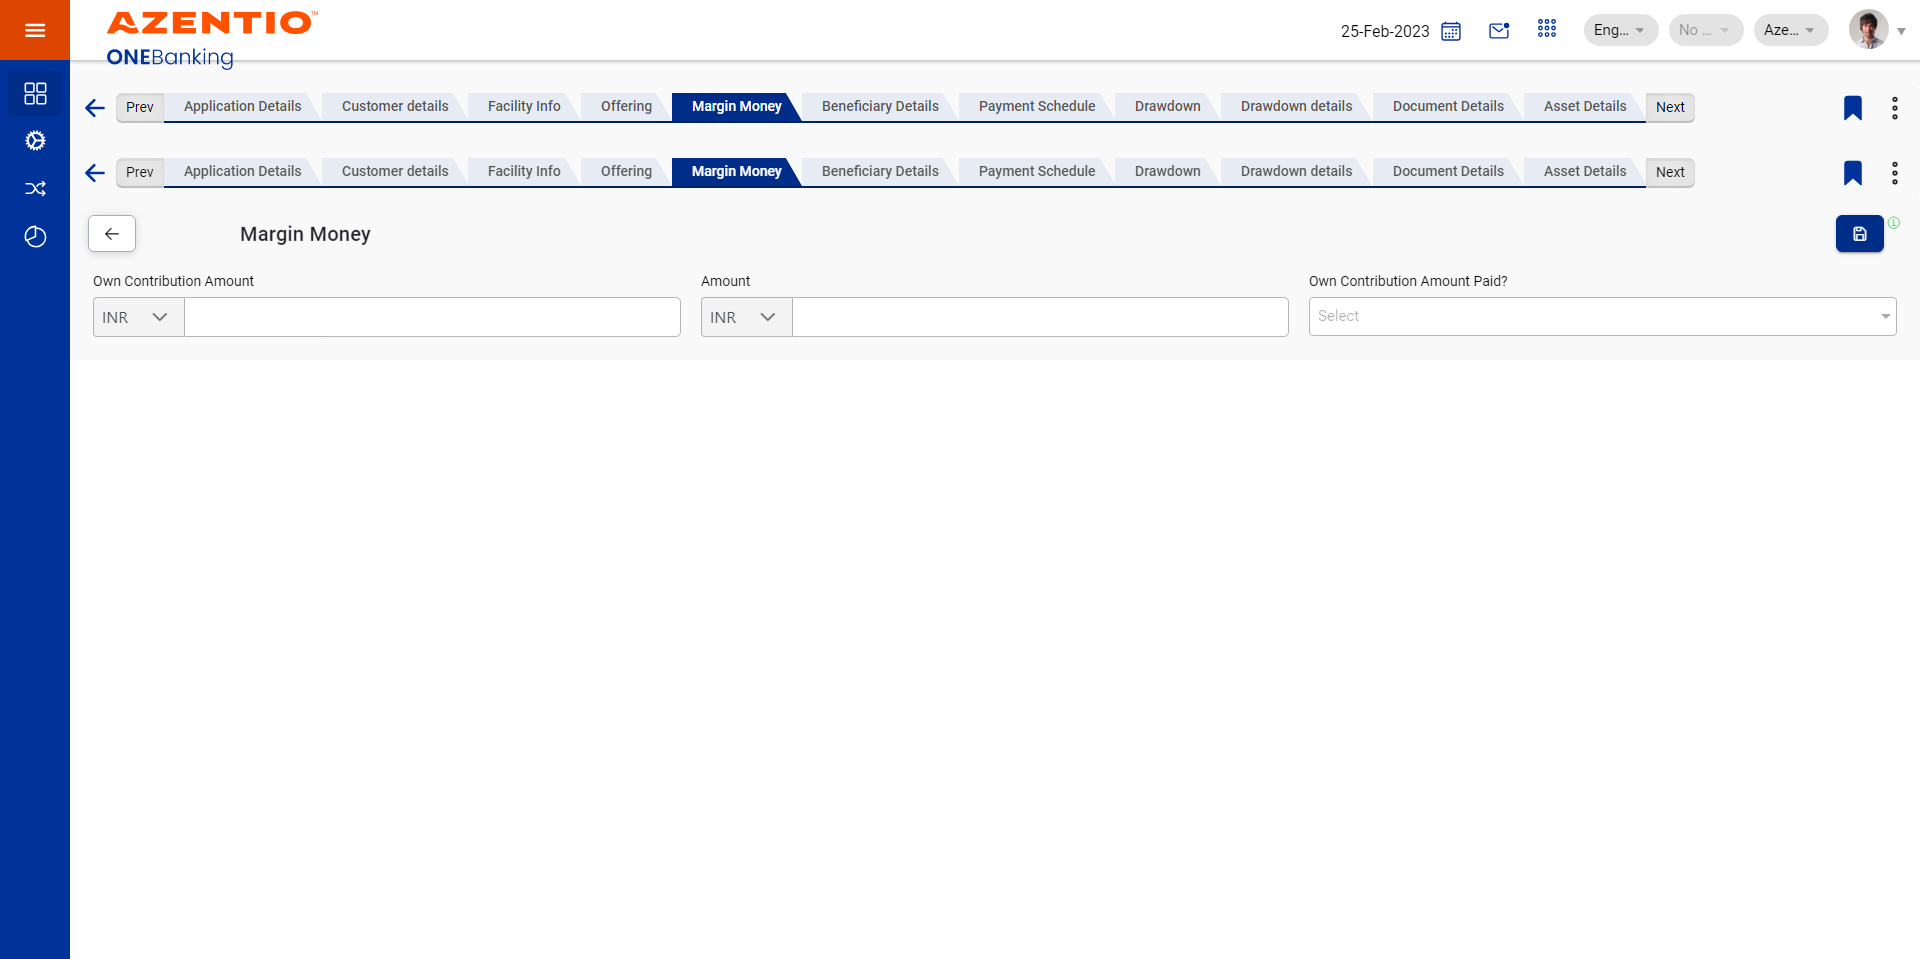 AZENTIO™
ONEBanking
25-Feb-2023
Eng...
No ...
Aze...
Prev
Application Details
Customer details
Facility Info
Offering
Margin Money
Beneficiary Details
Payment Schedule
Drawdown
Drawdown details
Document Details
Asset Details
Next
Prev
Application Details
Customer details
Facility Info
Offering
Margin Money
Beneficiary Details
Payment Schedule
Drawdown
Drawdown details
Document Details
Asset Details
Next
Margin Money
Own Contribution Amount
INR
Amount
INR
Own Contribution Amount Paid?
Select